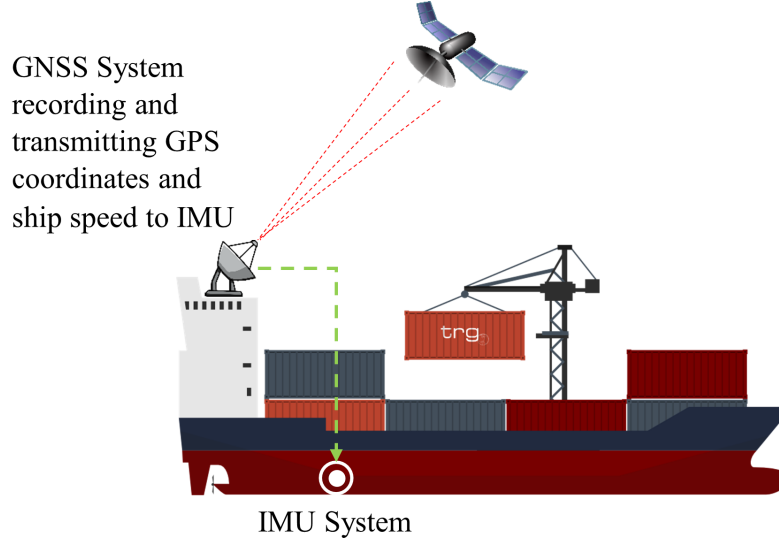 GNSS System
recording and
transmitting GPS
coordinates and
ship speed to IMU
trg
IMU System